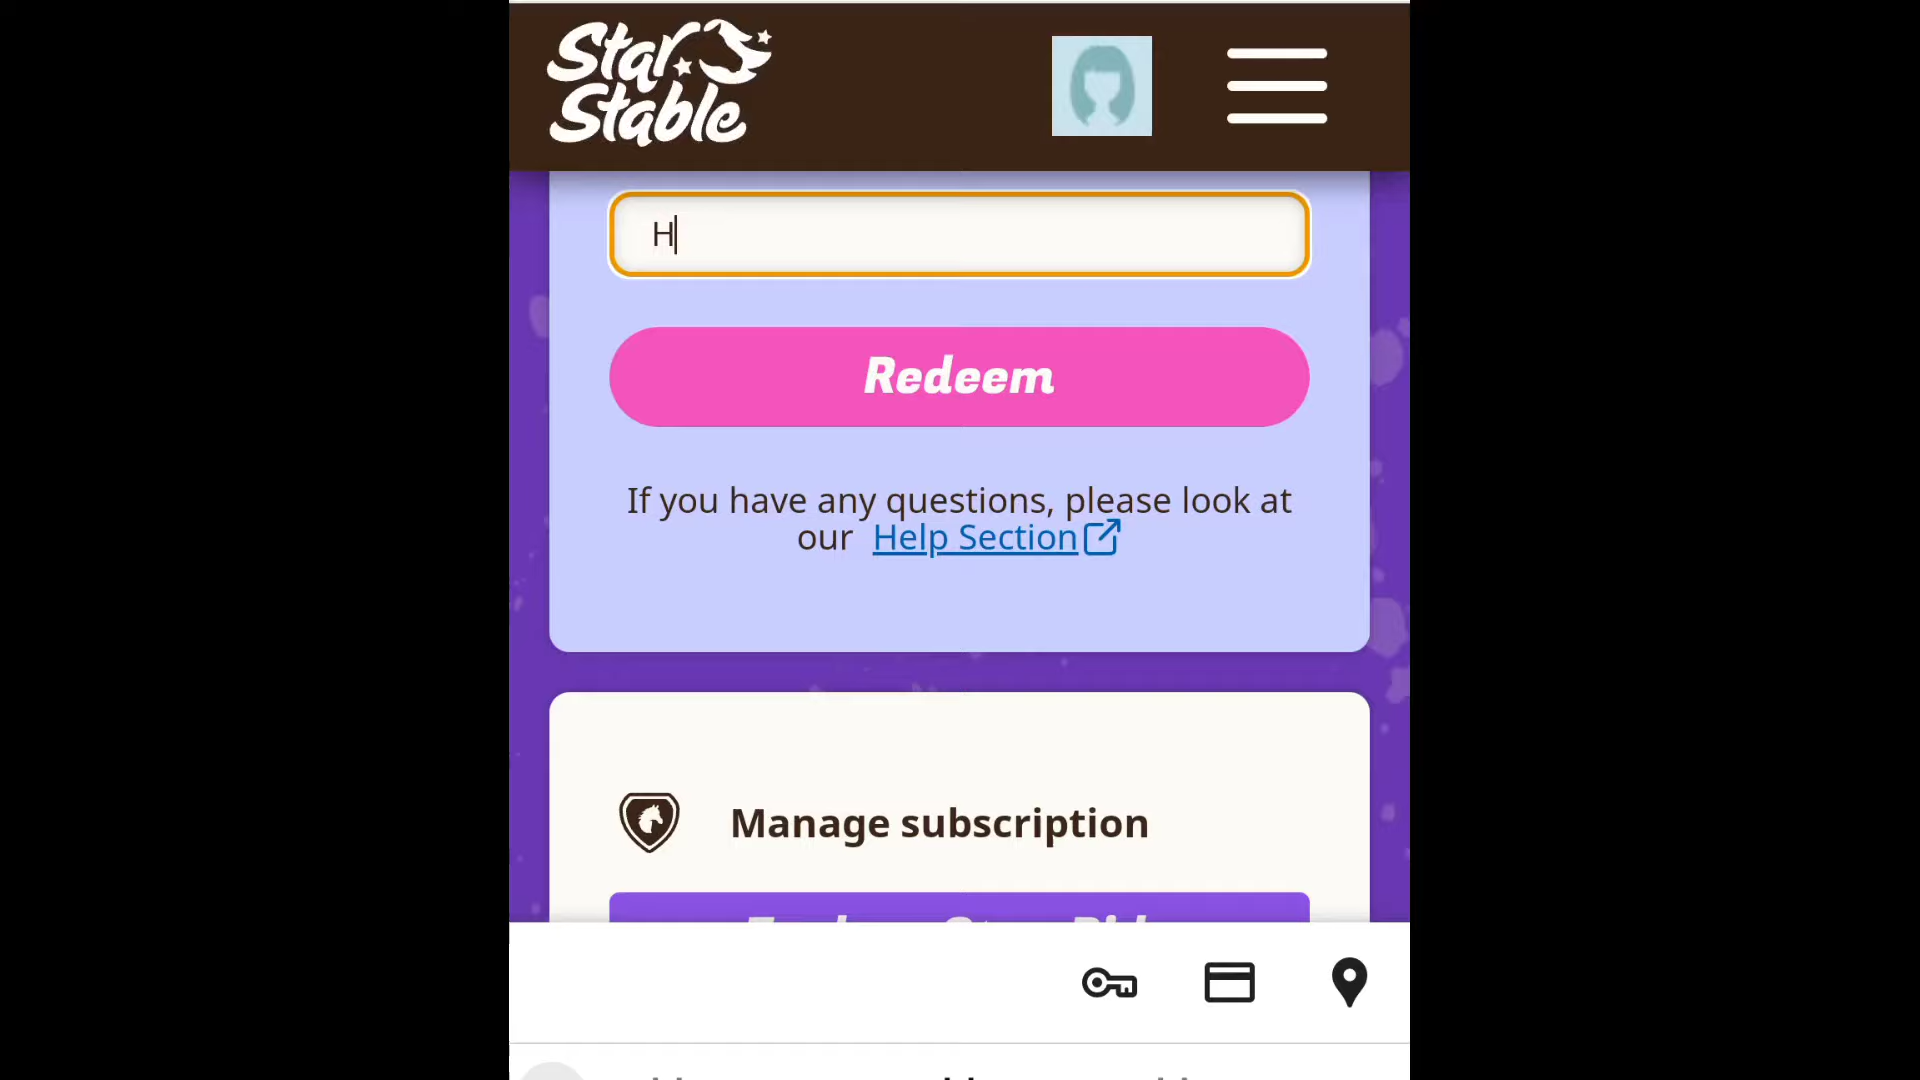 Star
Stable
H
Redeem
If you have any questions, please look at
our Help Section
Manage subscription